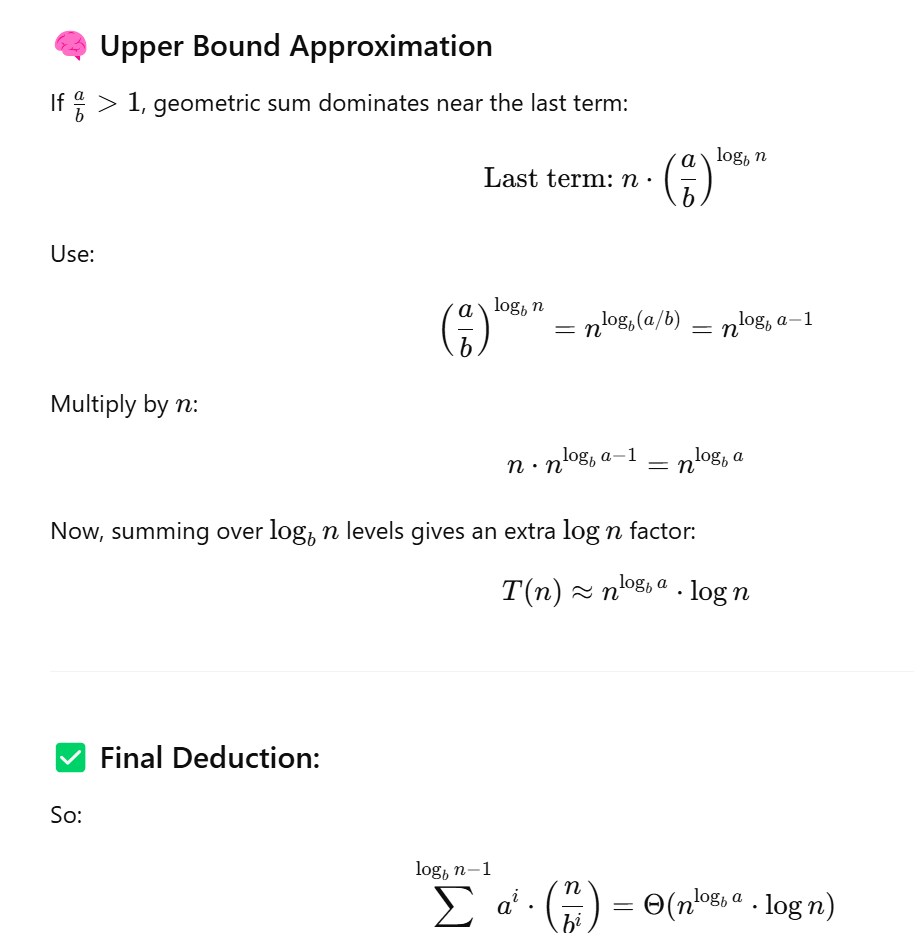 🧠 Upper Bound Approximation
If a/b > 1, geometric sum dominates near the last term:
Last term: n · (a/b)^(log_b n)
Use:
(a/b)^(log_b n) = n^(log_b(a/b)) = n^(log_b a−1)
Multiply by n:
n · n^(log_b a−1) = n^(log_b a)
Now, summing over log_b n levels gives an extra log n factor:
T(n) ≈ n^(log_b a) · log n
✅ Final Deduction:
So:
∑^(log_b n−1) a^i · (n/b^i) = Θ(n^(log_b a) · log n)